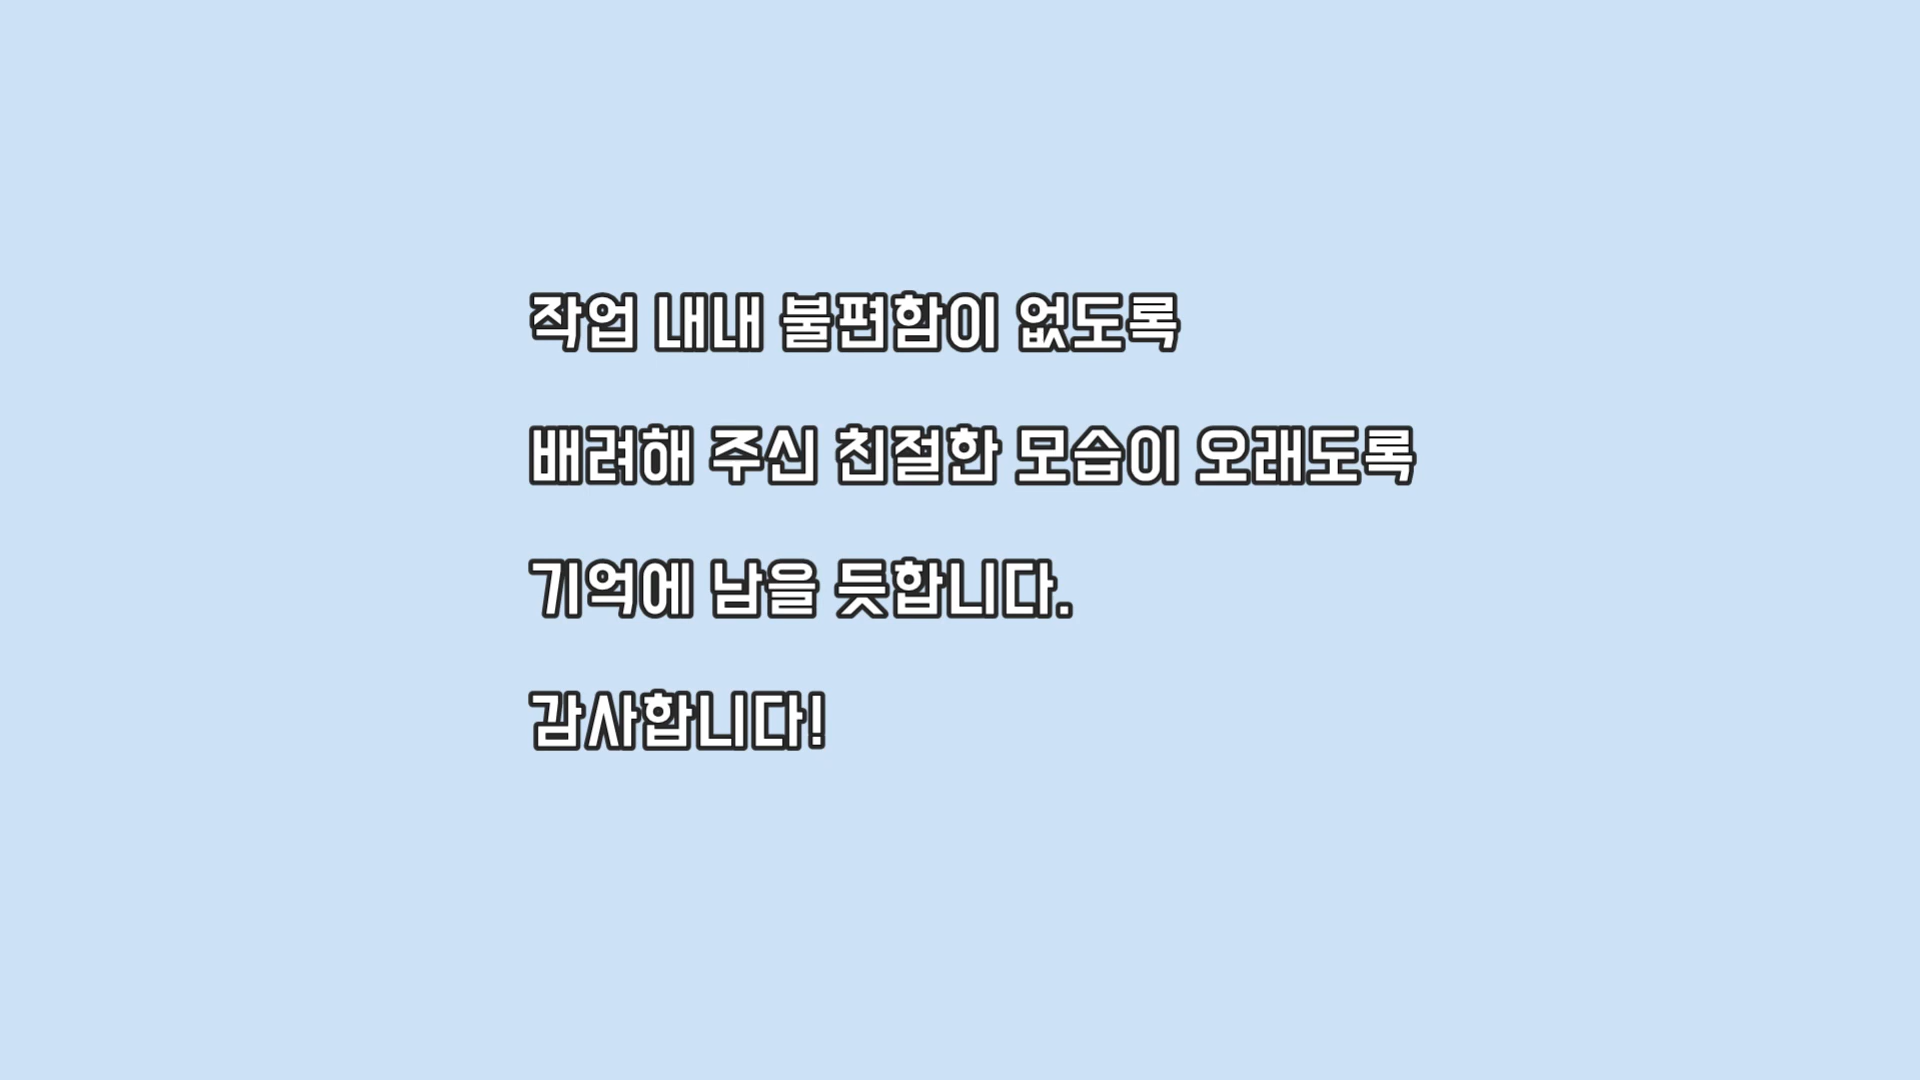 작업 내내 불편함이 없도록
배려해 주신 친절한 모습이 오래도록
기억에 남을 듯합니다.
감사합니다!